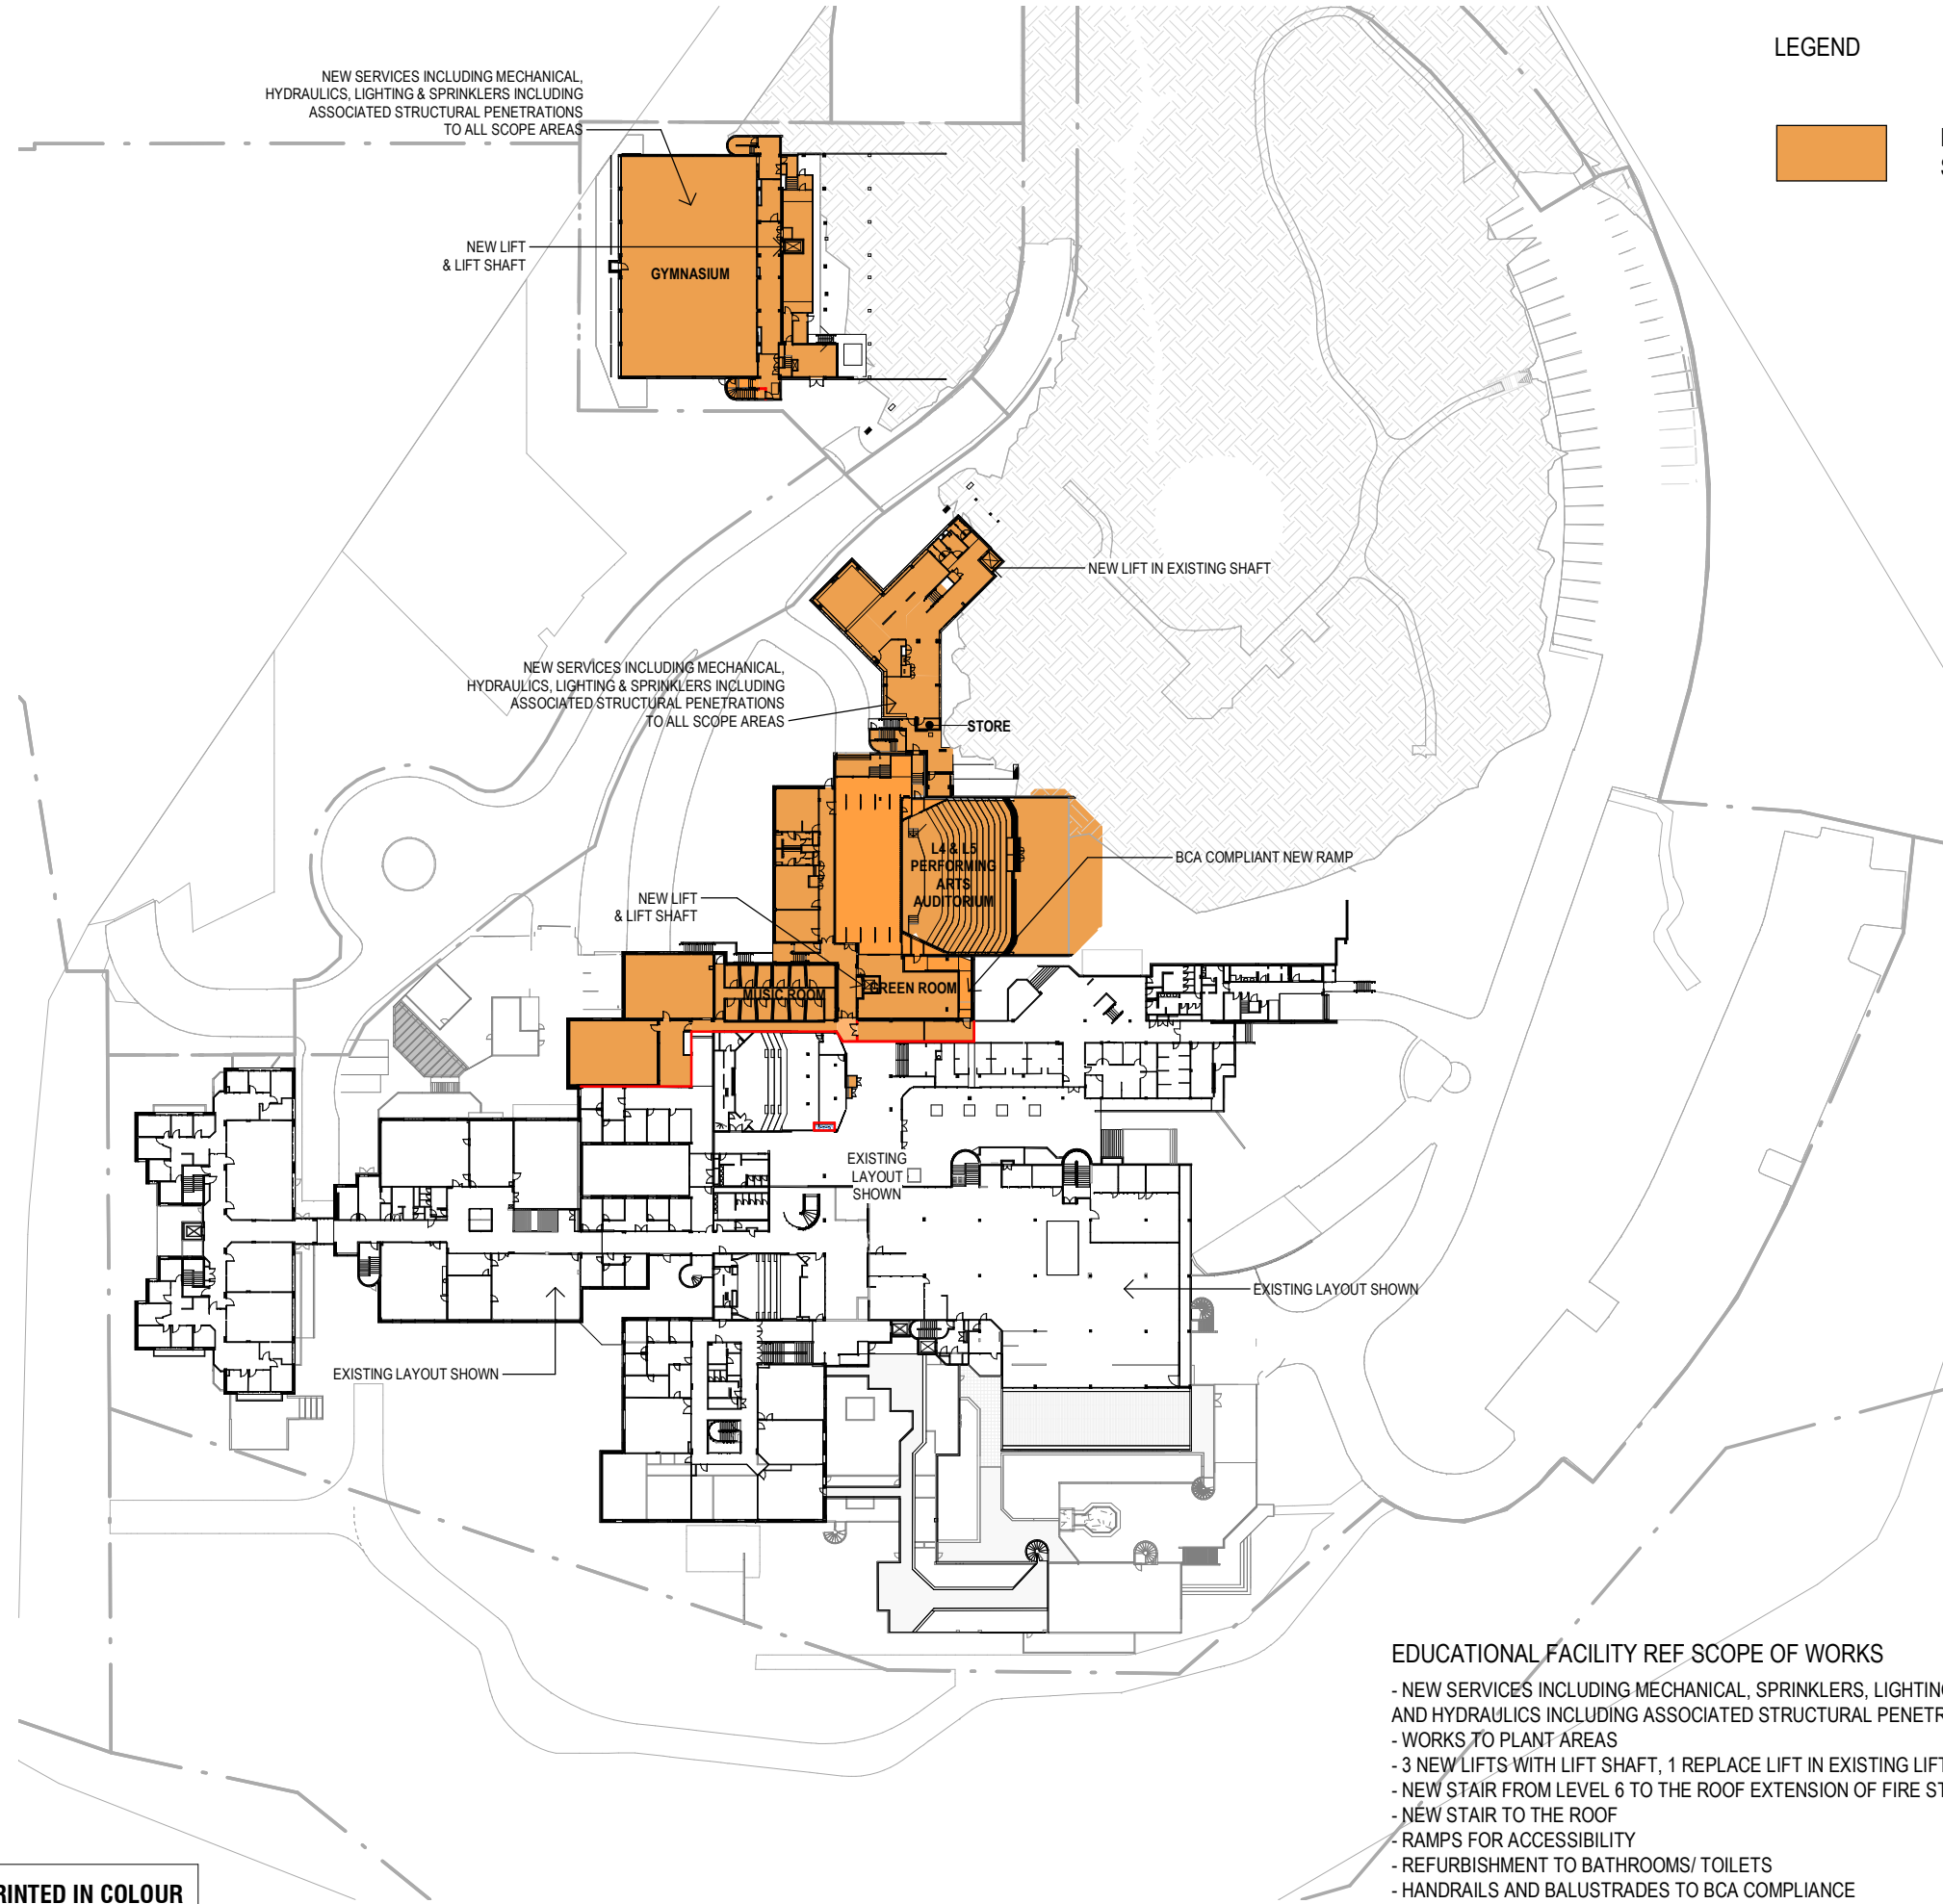 LEGEND
NEW SERVICES INCLUDING MECHANICAL,
HYDRAULICS, LIGHTING & SPRINKLERS INCLUDING
ASSOCIATED STRUCTURAL PENETRATIONS
TO ALL SCOPE AREAS
NEW LIFT
& LIFT SHAFT
GYMNASIUM
NEW LIFT IN EXISTING SHAFT
NEW SERVICES INCLUDING MECHANICAL,
HYDRAULICS, LIGHTING & SPRINKLERS INCLUDING
ASSOCIATED STRUCTURAL PENETRATIONS
TO ALL SCOPE AREAS
STORE
L4 & L5
PERFORMING
ARTS
AUDITORIUM
BCA COMPLIANT NEW RAMP
NEW LIFT
& LIFT SHAFT
MUSIC ROOM
GREEN ROOM
EXISTING
LAYOUT
SHOWN
EXISTING LAYOUT SHOWN
EXISTING LAYOUT SHOWN
EDUCATIONAL FACILITY REF SCOPE OF WORKS
- NEW SERVICES INCLUDING MECHANICAL, SPRINKLERS, LIGHTING
AND HYDRAULICS INCLUDING ASSOCIATED STRUCTURAL PENETR
- WORKS TO PLANT AREAS
- 3 NEW LIFTS WITH LIFT SHAFT, 1 REPLACE LIFT IN EXISTING LIFT
- NEW STAIR FROM LEVEL 6 TO THE ROOF EXTENSION OF FIRE ST
- NEW STAIR TO THE ROOF
- RAMPS FOR ACCESSIBILITY
- REFURBISHMENT TO BATHROOMS/ TOILETS
- HANDRAILS AND BALUSTRADES TO BCA COMPLIANCE
RINTED IN COLOUR